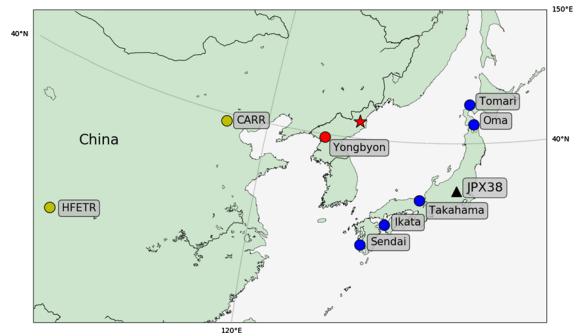 150°E
40°N
Tomari
CARR
Oma
China
Yongbyon
40°N
JPX38
HFETR
Takahama
Ikata
Sendai
120°E